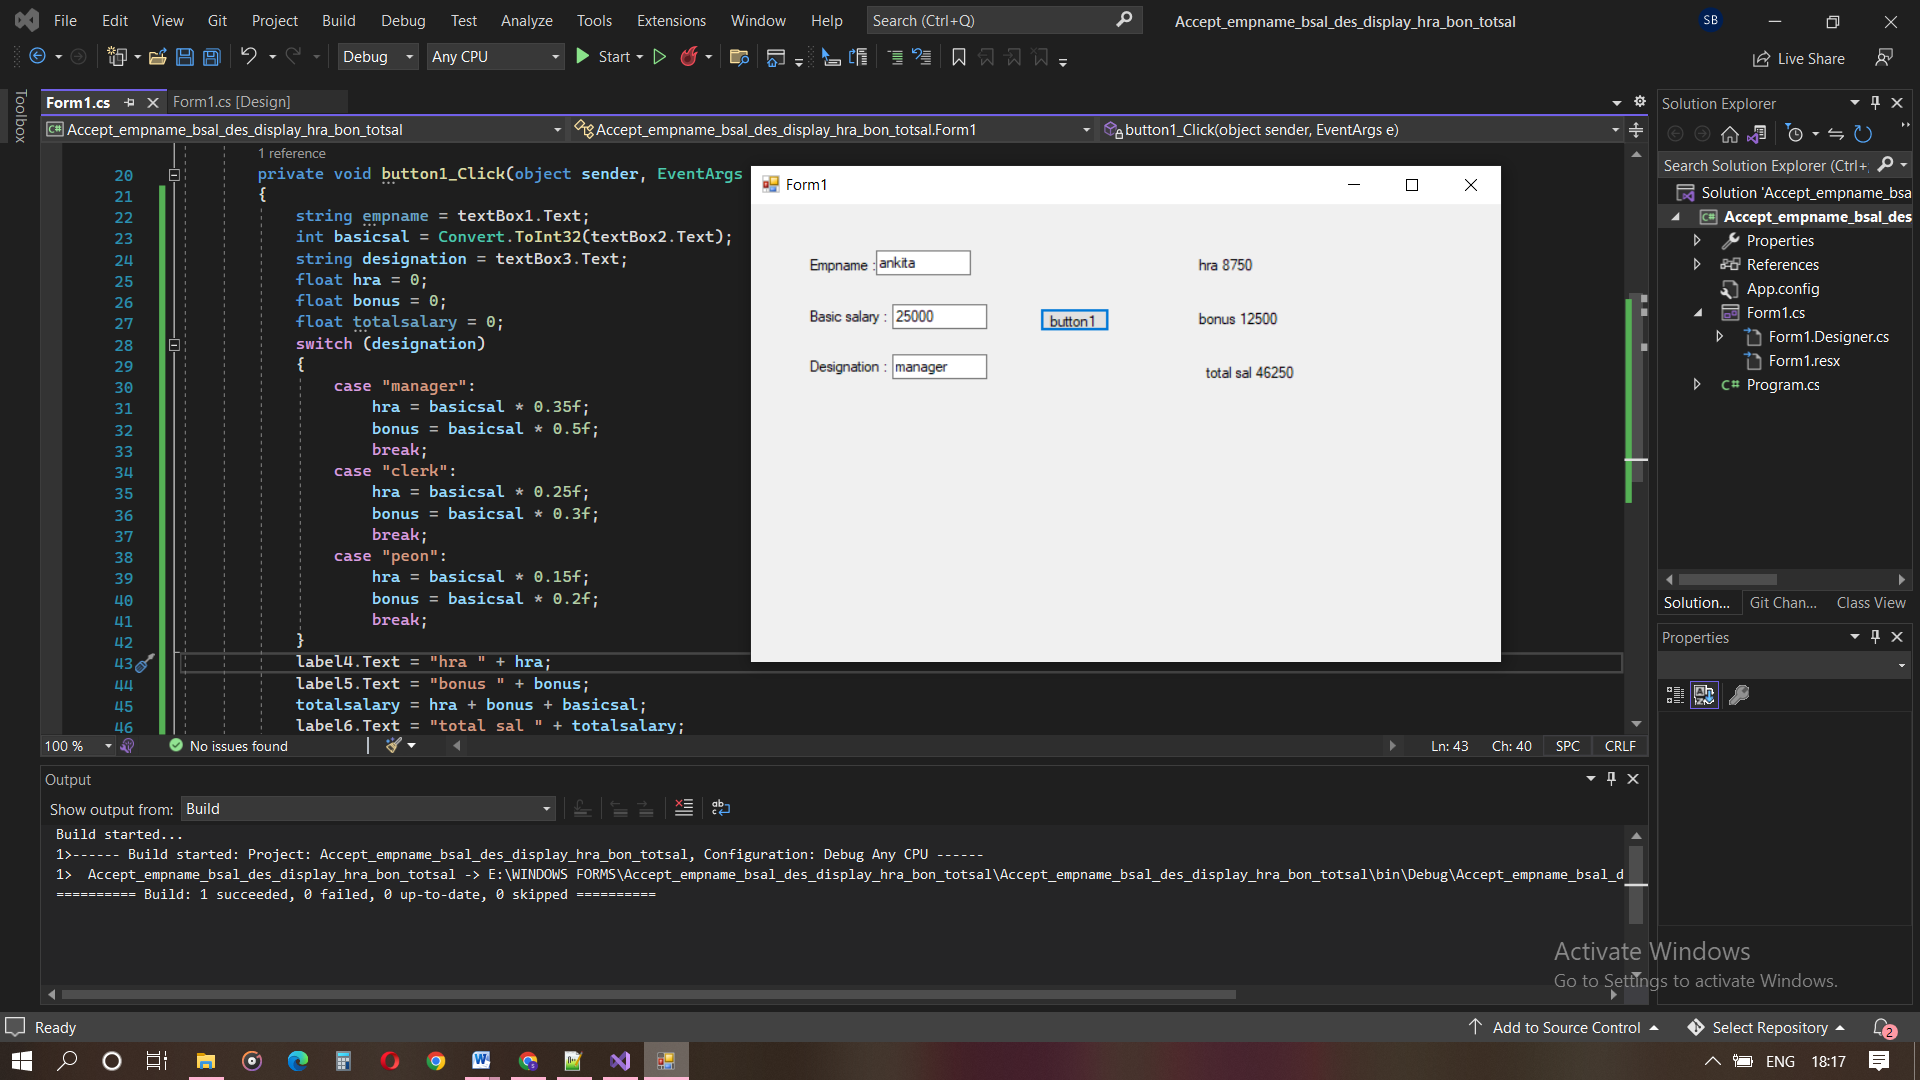 File Edit View Git Project Build Debug Test Analyze Tools Extensions Window Help Search (Ctrl+Q) Accept_empname_bsal_des_display_hra_bon_totsal SB
Debug Any CPU Start Live Share
Toolbox
Form1.cs Form1.cs [Design]
C# Accept_empname_bsal_des_display_hra_bon_totsal Accept_empname_bsal_des_display_hra_bon_totsal.Form1 button1_Click(object sender, EventArgs e)
1 reference
20 private void button1_Click(object sender, EventArgs
21 {
22 string empname = textBox1.Text;
23 int basicsal = Convert.ToInt32(textBox2.Text);
24 string designation = textBox3.Text;
25 float hra = 0;
26 float bonus = 0;
27 float totalsalary = 0;
28 switch (designation)
29 {
30 case "manager":
31 hra = basicsal * 0.35f;
32 bonus = basicsal * 0.5f;
33 break;
34 case "clerk":
35 hra = basicsal * 0.25f;
36 bonus = basicsal * 0.3f;
37 break;
38 case "peon":
39 hra = basicsal * 0.15f;
40 bonus = basicsal * 0.2f;
41 break;
42 }
43 label4.Text = "hra " + hra;
44 label5.Text = "bonus " + bonus;
45 totalsalary = hra + bonus + basicsal;
46 label6.Text = "total sal " + totalsalary;
Form1
Empname : ankita hra 8750
Basic salary : 25000 button1 bonus 12500
Designation : manager total sal 46250
100 % No issues found Ln: 43 Ch: 40 SPC CRLF
Solution Explorer
Search Solution Explorer (Ctrl+
Solution 'Accept_empname_bsa
C# Accept_empname_bsal_des
Properties
References
App.config
Form1.cs
Form1.Designer.cs
Form1.resx
C# Program.cs
Solution... Git Chan... Class View
Properties
Output
Show output from: Build
Build started...
1>------ Build started: Project: Accept_empname_bsal_des_display_hra_bon_totsal, Configuration: Debug Any CPU ------
1> Accept_empname_bsal_des_display_hra_bon_totsal -> E:\WINDOWS FORMS\Accept_empname_bsal_des_display_hra_bon_totsal\Accept_empname_bsal_des_display_hra_bon_totsal\bin\Debug\Accept_empname_bsal_d
========== Build: 1 succeeded, 0 failed, 0 up-to-date, 0 skipped ==========
Activate Windows
Go to Settings to activate Windows.
Ready Add to Source Control Select Repository 2
ENG 18:17